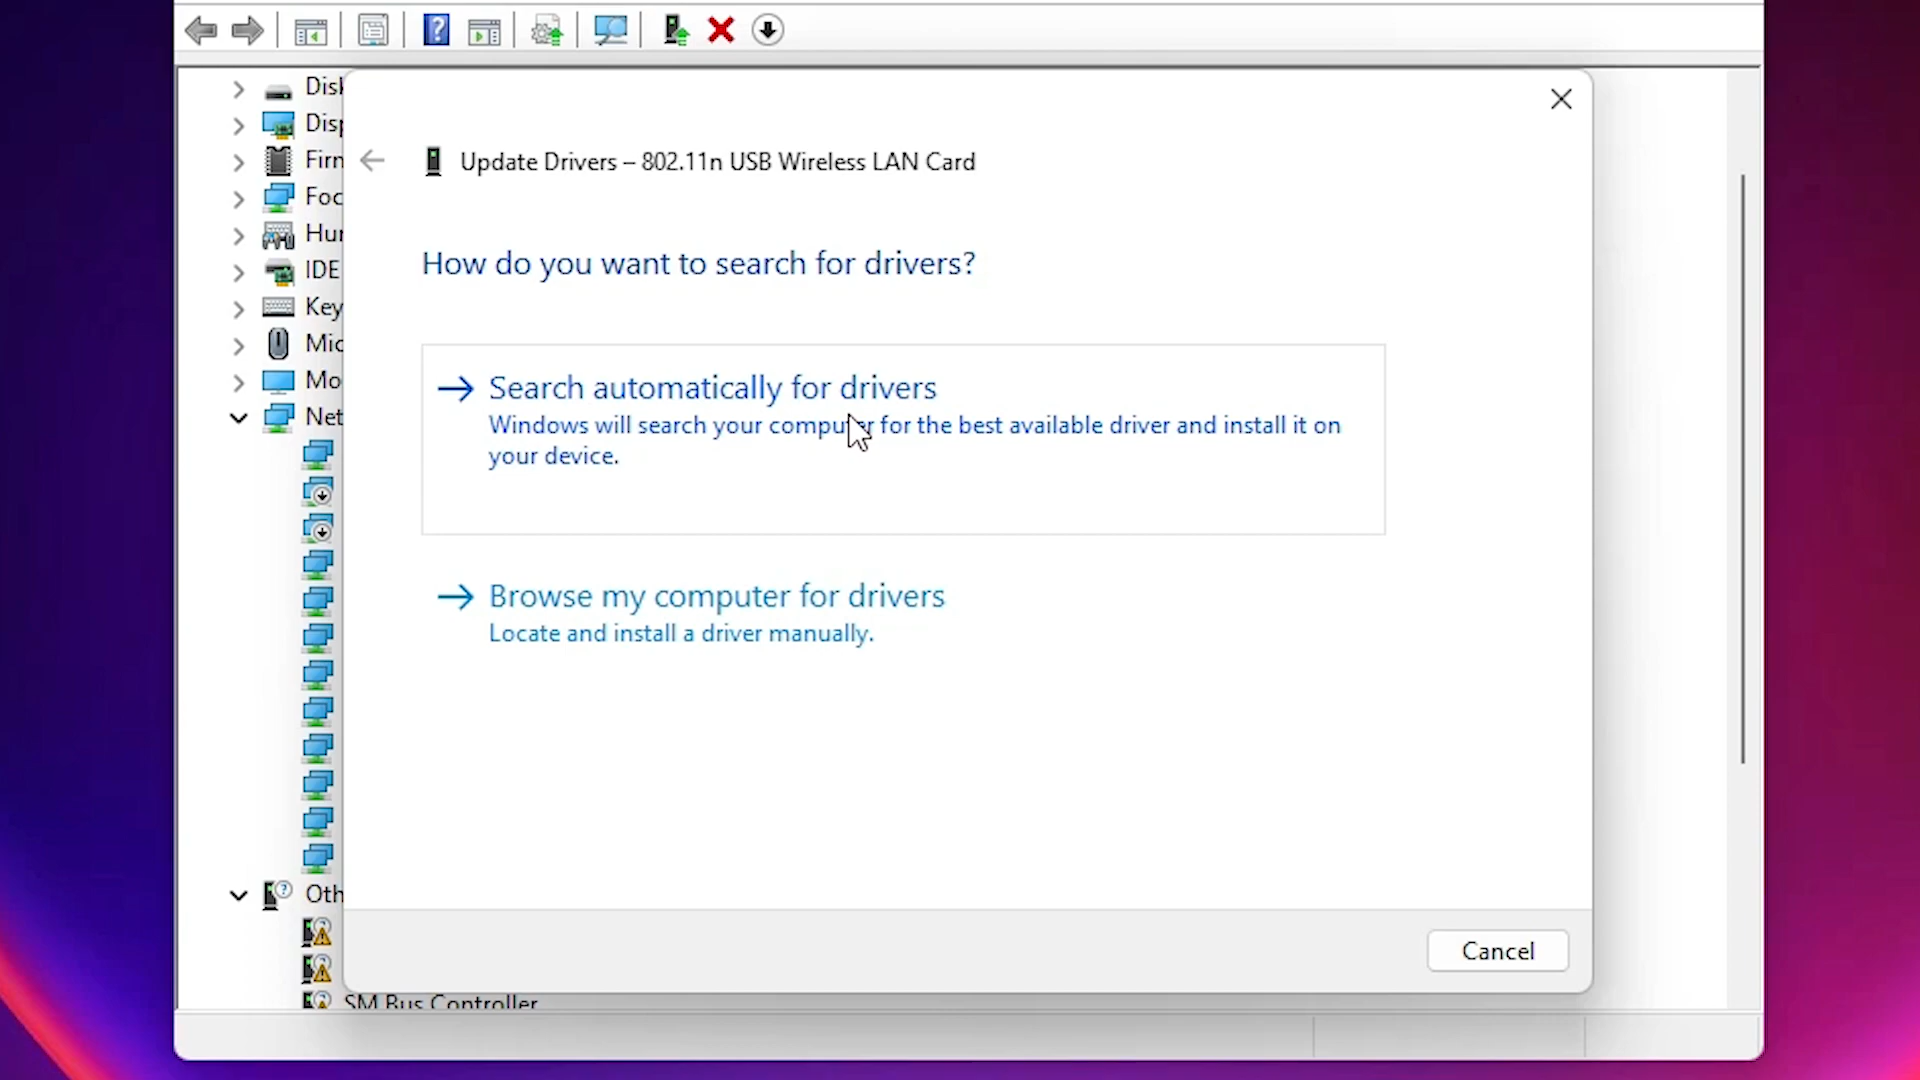 Disk
Disp
Firm
Update Drivers – 802.11n USB Wireless LAN Card
Foc
Hur
How do you want to search for drivers?
IDE
Key
Mic
Search automatically for drivers
Mo
Net
Windows will search your computer for the best available driver and install it on
your device.
Browse my computer for drivers
Locate and install a driver manually.
Oth
Cancel
SM Bus Controller